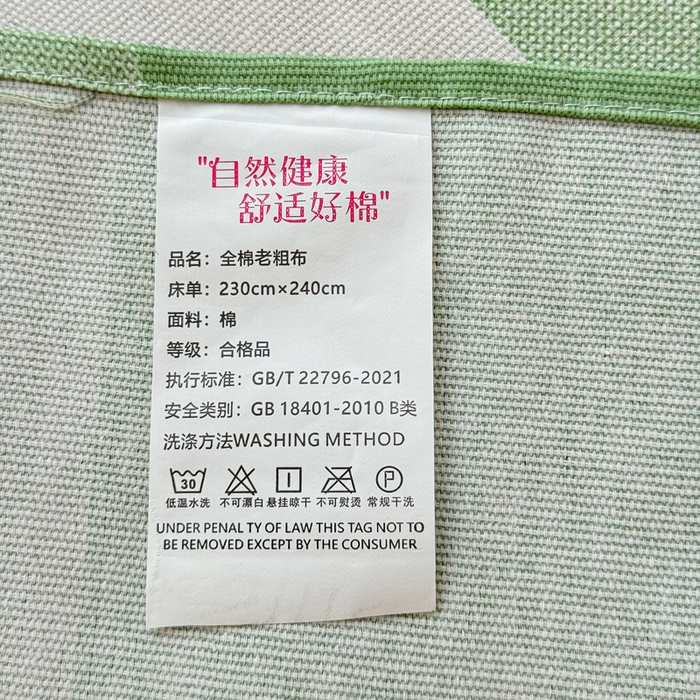 "自然健康
舒适好棉"
品名：全棉老粗布
床单：230cm×240cm
面料：棉
等级：合格品
执行标准：GB/T 22796-2021
安全类别：GB 18401-2010 B类
洗涤方法WASHING METHOD
30 P
低温水洗 不可漂白 悬挂晾干 不可熨烫 常规干洗
UNDER PENAL TY OF LAW THIS TAG NOT TO
BE REMOVED EXCEPT BY THE CONSUMER